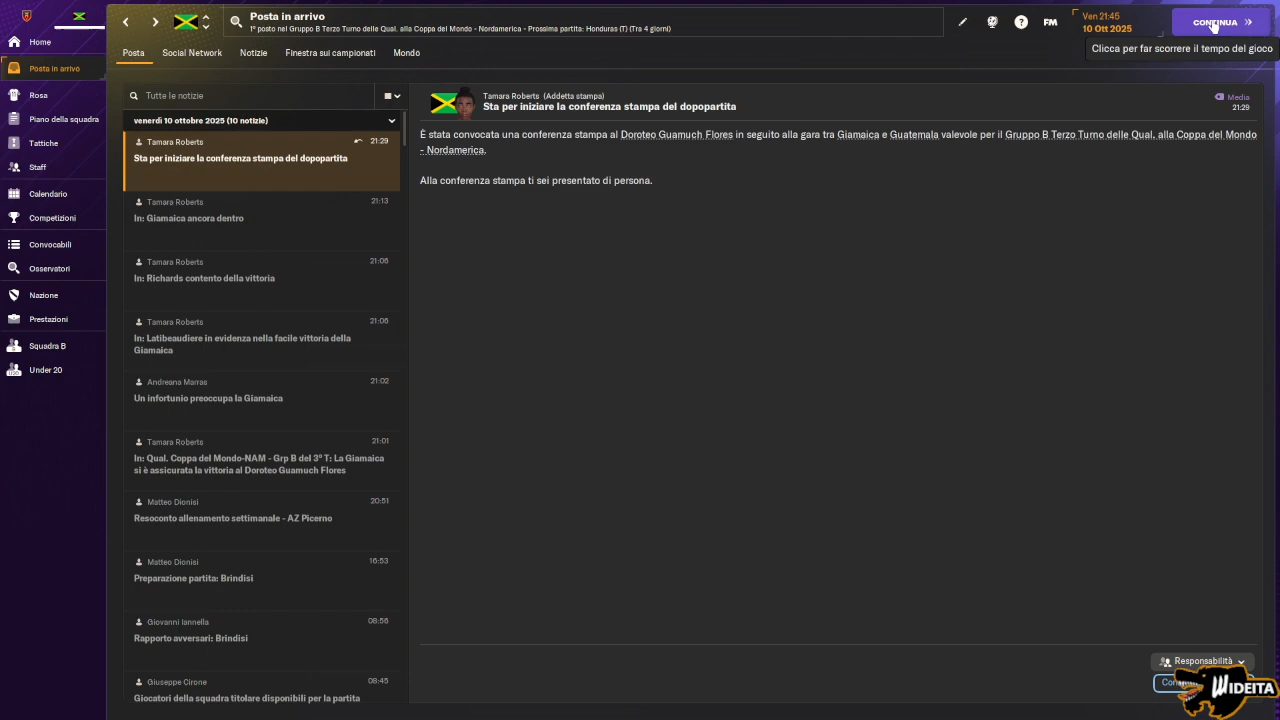 Posta in arrivo
1° posto nel Gruppo B Terzo Turno delle Qual. alla Coppa del Mondo - Nordamerica - Prossima partita: Honduras (T) (Tra 4 giorni)
FM
Ven 21:45
10 Ott 2025
CONTINUA
Clicca per far scorrere il tempo del gioco
Home
Posta in arrivo
Rosa
Piano della squadra
Tattiche
Staff
Calendario
Competizioni
Convocabili
Osservatori
Nazione
Prestazioni
Squadra B
Under 20
Posta
Social Network
Notizie
Finestra sui campionati
Mondo
Tutte le notizie
venerdì 10 ottobre 2025 (10 notizie)
Tamara Roberts
21:29
Sta per iniziare la conferenza stampa del dopopartita
Tamara Roberts
21:13
In: Giamaica ancora dentro
Tamara Roberts
21:06
In: Richards contento della vittoria
Tamara Roberts
21:06
In: Latibeaudiere in evidenza nella facile vittoria della
Giamaica
Andreana Marras
21:02
Un infortunio preoccupa la Giamaica
Tamara Roberts
21:01
In: Qual. Coppa del Mondo-NAM - Grp B del 3° T: La Giamaica
si è assicurata la vittoria al Doroteo Guamuch Flores
Matteo Dionisi
20:51
Resoconto allenamento settimanale - AZ Picerno
Matteo Dionisi
16:53
Preparazione partita: Brindisi
Giovanni Iannella
08:56
Rapporto avversari: Brindisi
Giuseppe Cirone
08:45
Giocatori della squadra titolare disponibili per la partita
Tamara Roberts (Addetta stampa)
Sta per iniziare la conferenza stampa del dopopartita
Media
21:29
È stata convocata una conferenza stampa al Doroteo Guamuch Flores in seguito alla gara tra Giamaica e Guatemala valevole per il Gruppo B Terzo Turno delle Qual. alla Coppa del Mondo
- Nordamerica.
Alla conferenza stampa ti sei presentato di persona.
Responsabilità
WIDEITA